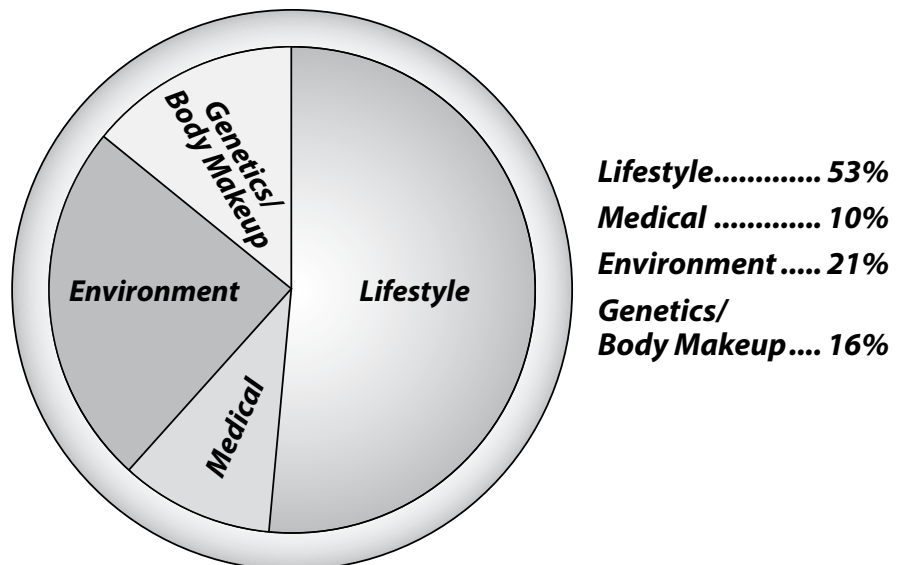 Genetics/
Body Makeup
Environment
Lifestyle
Medical
Lifestyle............. 53%
Medical ............. 10%
Environment ..... 21%
Genetics/
Body Makeup.... 16%